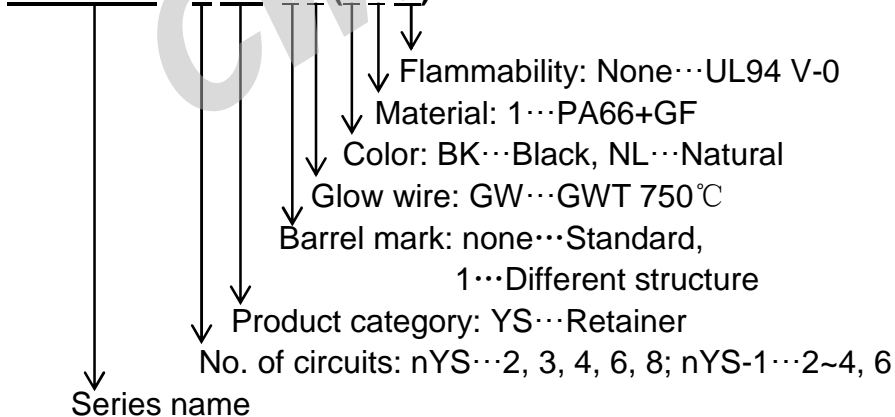 Flammability: None···UL94 V-0
Material: 1···PA66+GF
Color: BK···Black, NL···Natural
Glow wire: GW···GWT 750℃
Barrel mark: none···Standard,
1···Different structure
Product category: YS···Retainer
No. of circuits: nYS···2, 3, 4, 6, 8; nYS-1···2~4, 6
Series name